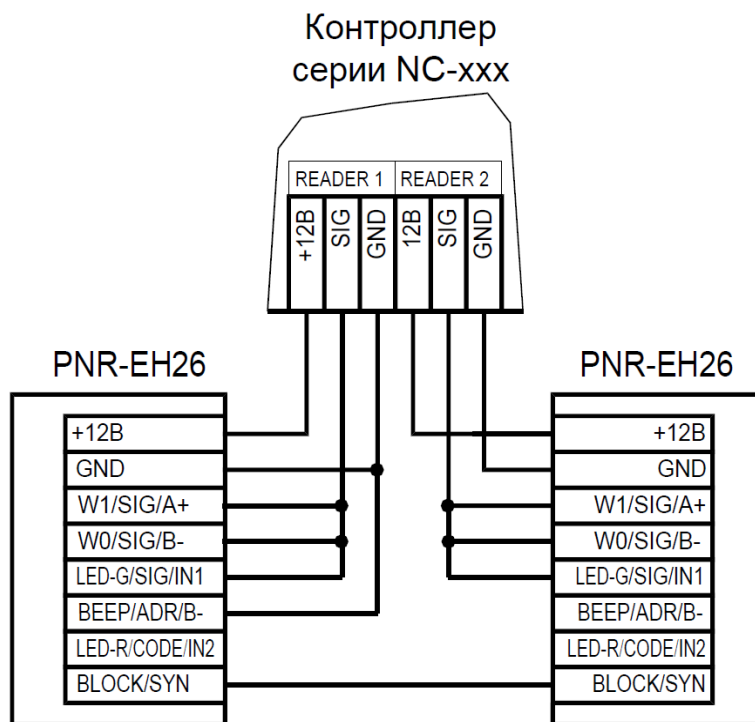 Контроллер
серии NC-xxx
READER 1 READER 2
+12В SIG GND 12В SIG GND
PNR-EH26 PNR-EH26
+12В +12В
GND GND
W1/SIG/A+ W1/SIG/A+
W0/SIG/B- W0/SIG/B-
LED-G/SIG/IN1 LED-G/SIG/IN1
BEEP/ADR/B- BEEP/ADR/B-
LED-R/CODE/IN2 LED-R/CODE/IN2
BLOCK/SYN BLOCK/SYN